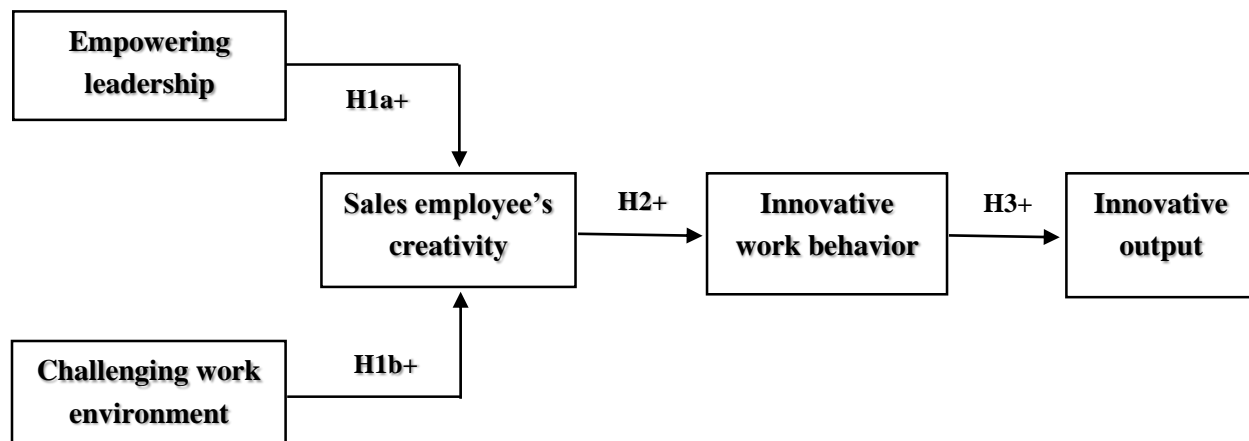 Empowering
leadership
H1a+
Sales employee’s
creativity
H2+
Innovative
work behavior
H3+
Innovative
output
H1b+
Challenging work
environment